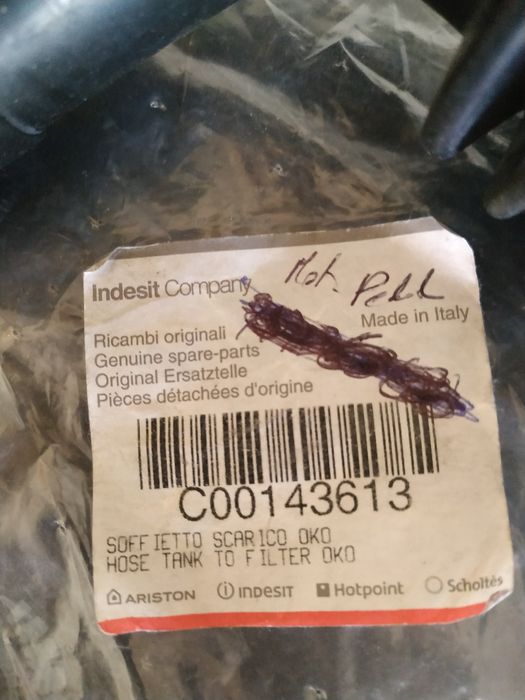 Indesit Company
Made in Italy
Ricambi originali
Genuine spare-parts
Original Ersatzteile
Pièces détachées d'origine
C00143613
SOFFIETTO SCARICO OKO
HOSE TANK TO FILTER OKO
ARISTON INDESIT Hotpoint Scholtès